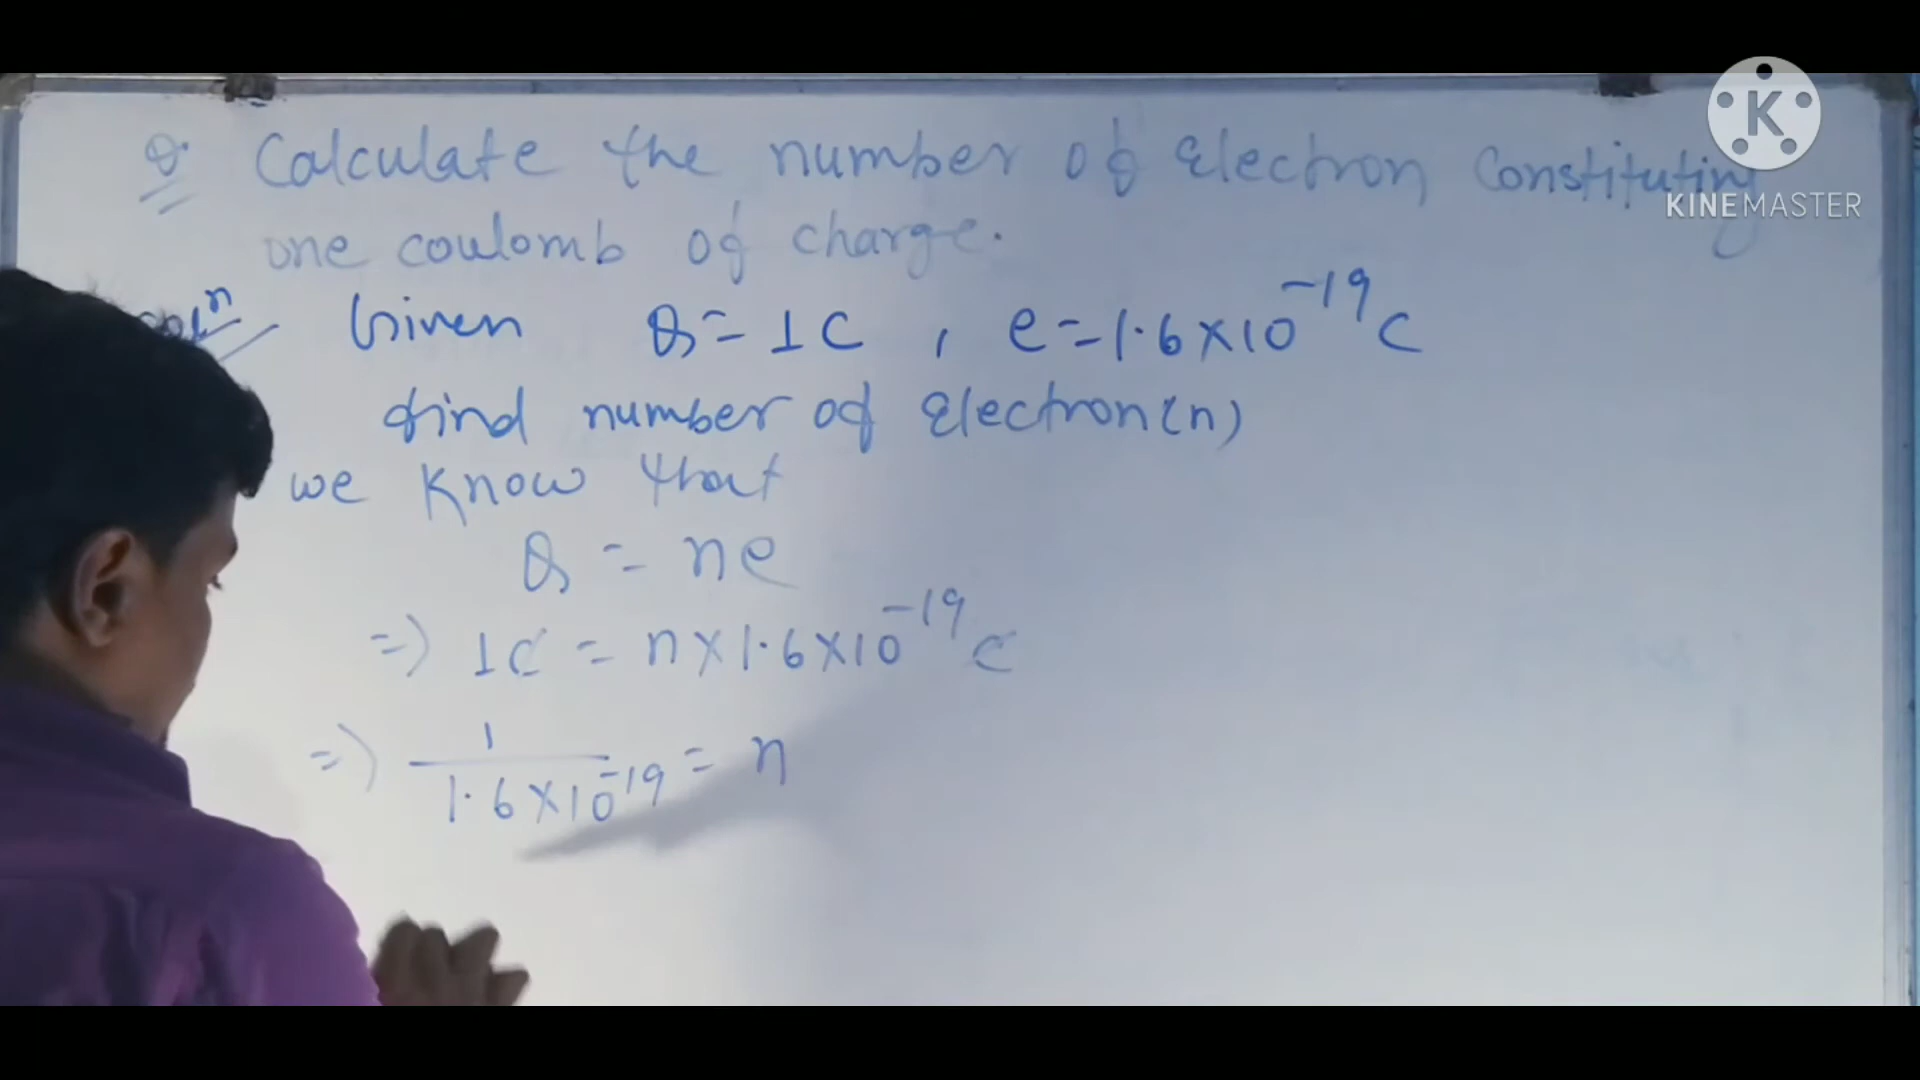 Q. Calculate the number of Electron Constituting
one coulomb of charge.
Soln Given Q = 1C , e = 1.6×10⁻¹⁹ C
find number of Electron (n)
we know that
Q = ne
=> 1C = n×1.6×10⁻¹⁹ C
=> 1/1.6×10⁻¹⁹ = n
KINEMASTER